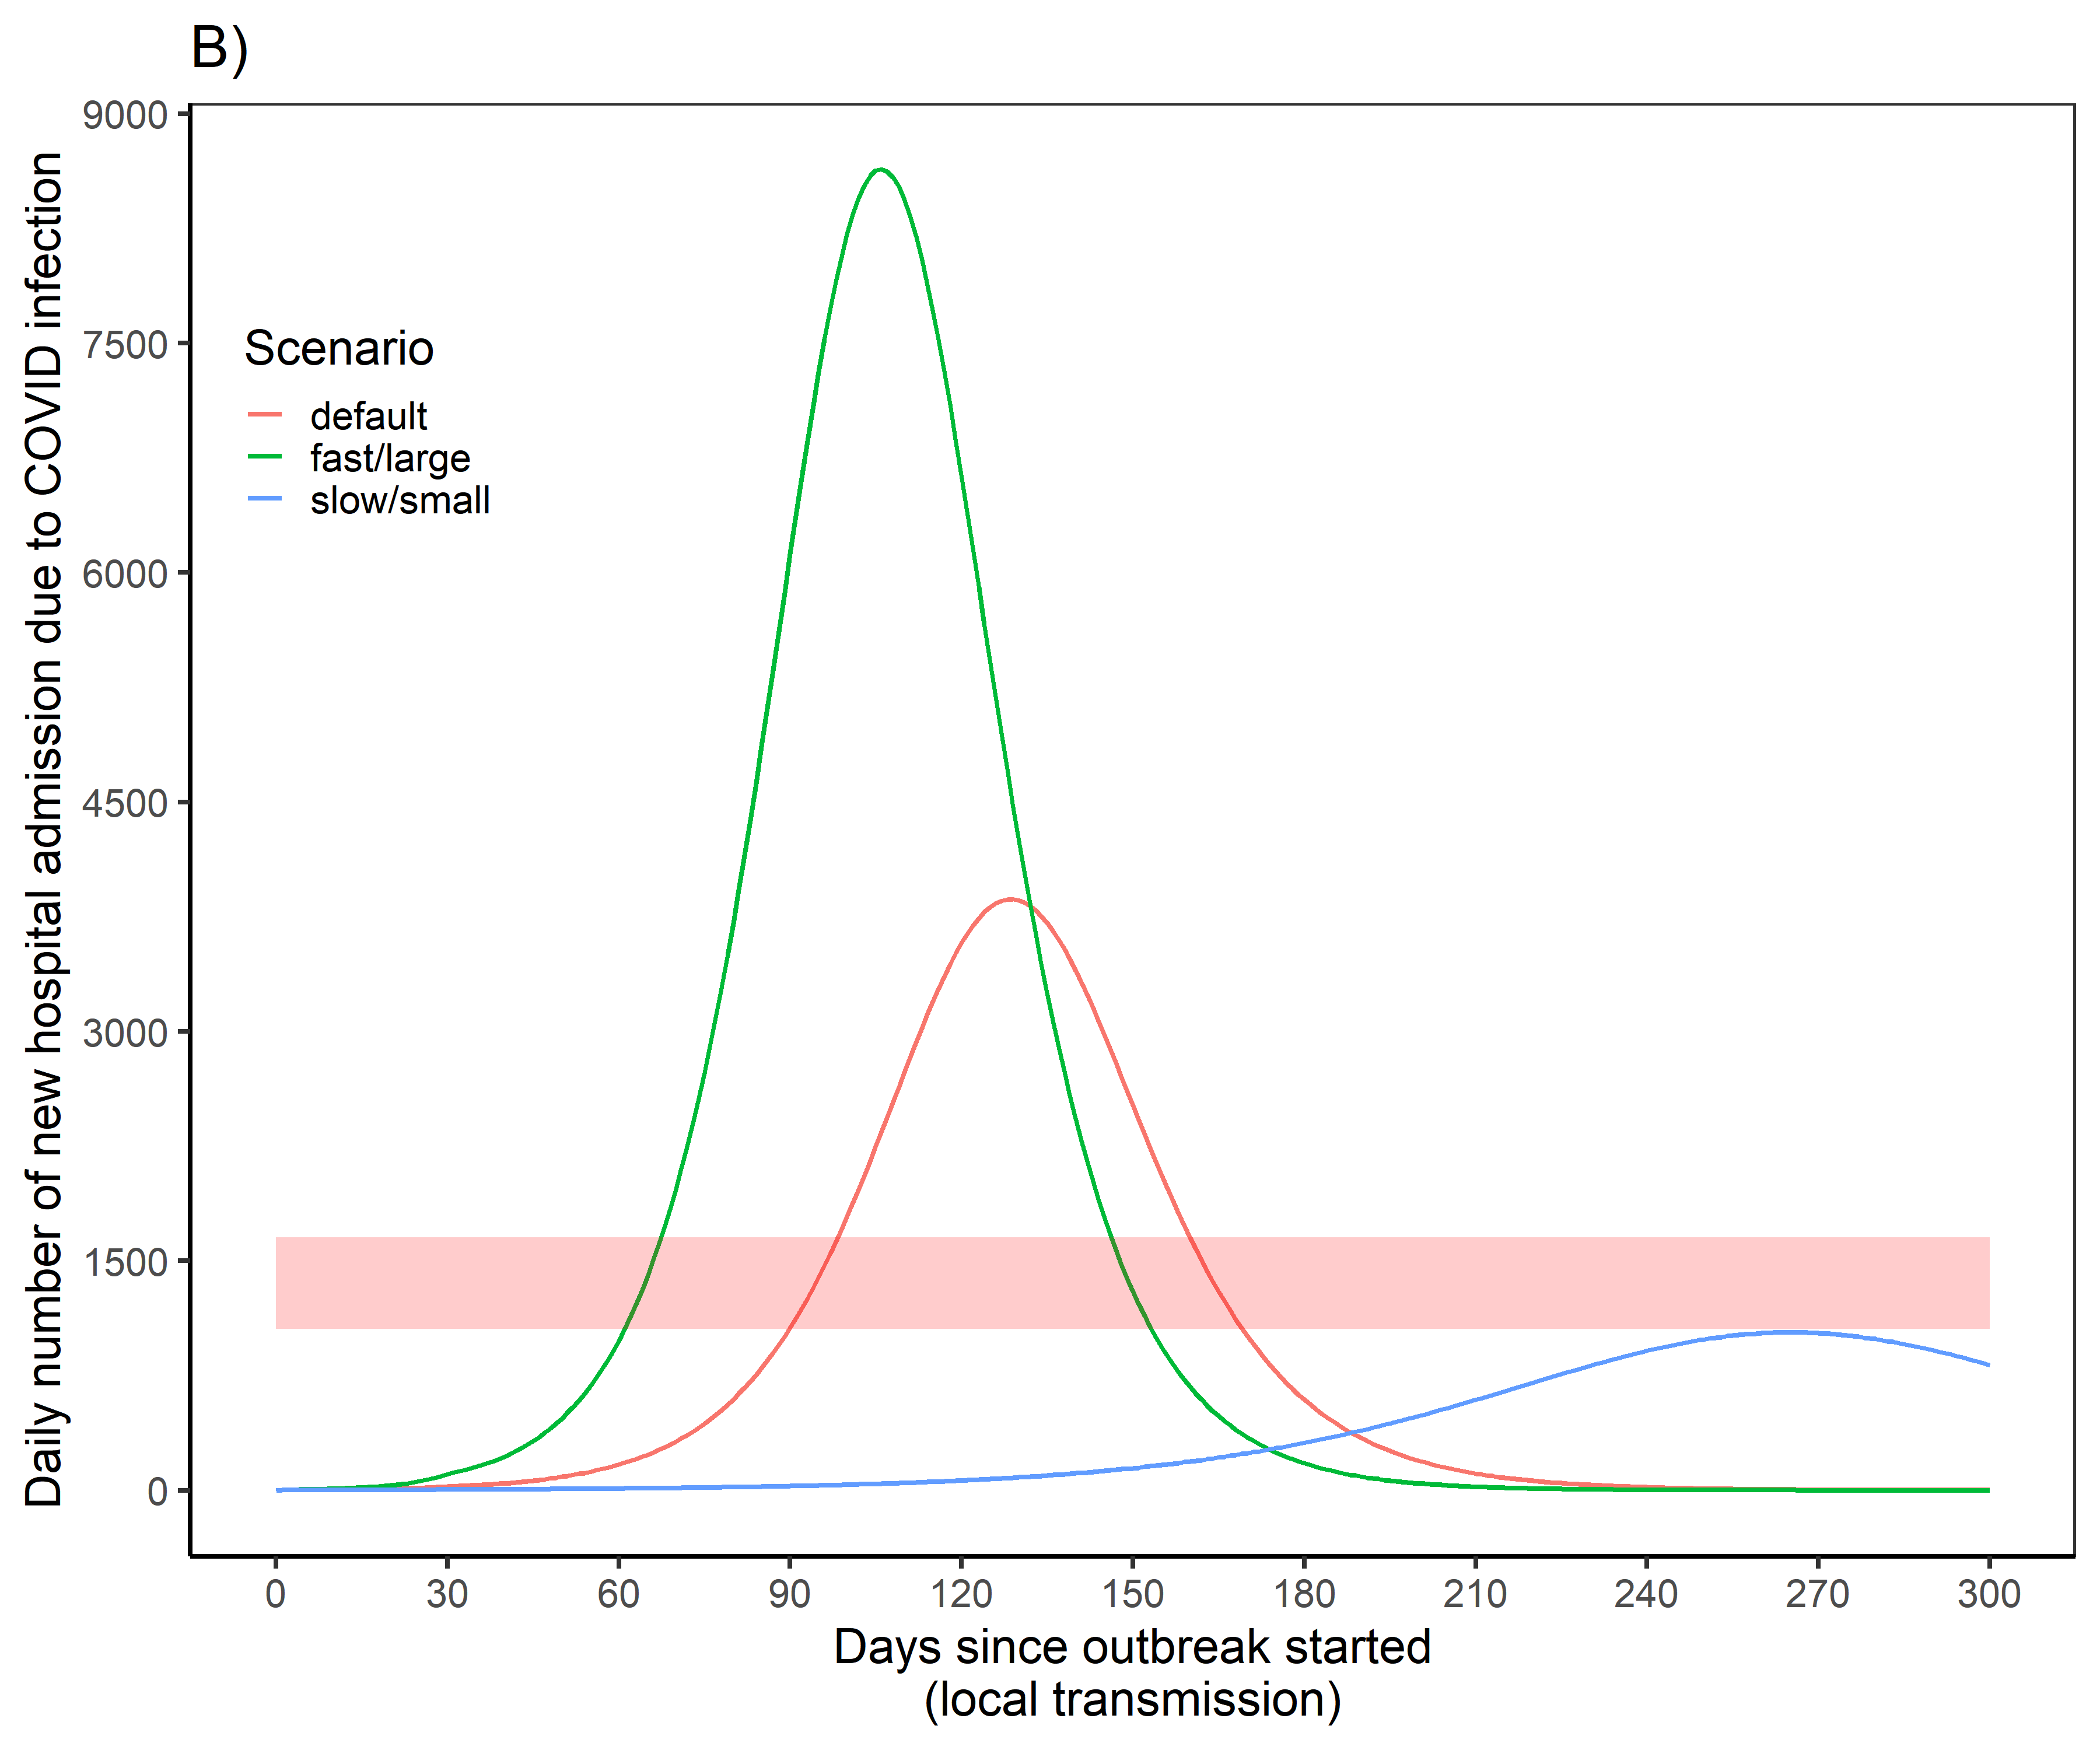 B)
Daily number of new hospital admission due to COVID infection
9000
7500
6000
4500
3000
1500
0
Scenario
default
fast/large
slow/small
0 30 60 90 120 150 180 210 240 270 300
Days since outbreak started
(local transmission)